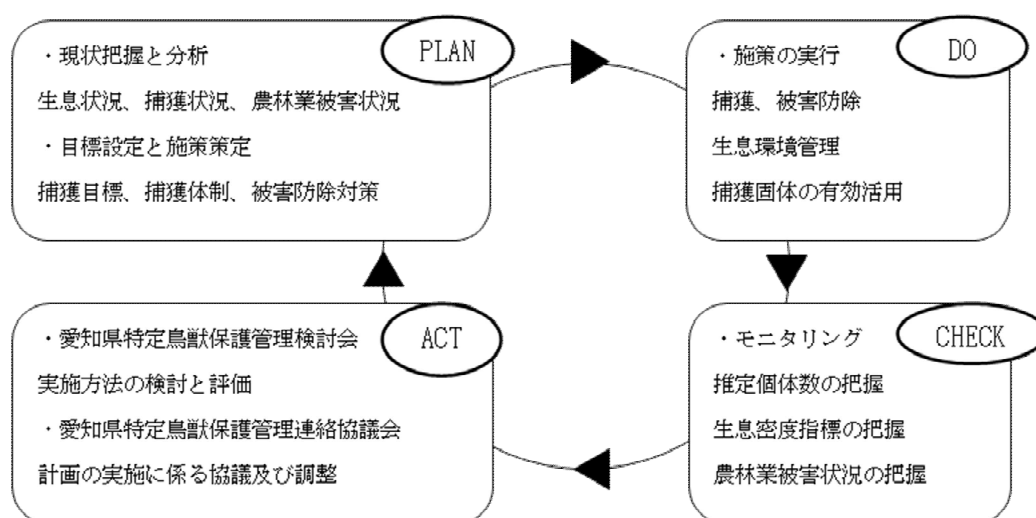 PLAN
・現状把握と分析
生息状況、捕獲状況、農林業被害状況
・目標設定と施策策定
捕獲目標、捕獲体制、被害防除対策
DO
・施策の実行
捕獲、被害防除
生息環境管理
捕獲固体の有効活用
CHECK
・モニタリング
推定個体数の把握
生息密度指標の把握
農林業被害状況の把握
ACT
・愛知県特定鳥獣保護管理検討会
実施方法の検討と評価
・愛知県特定鳥獣保護管理連絡協議会
計画の実施に係る協議及び調整